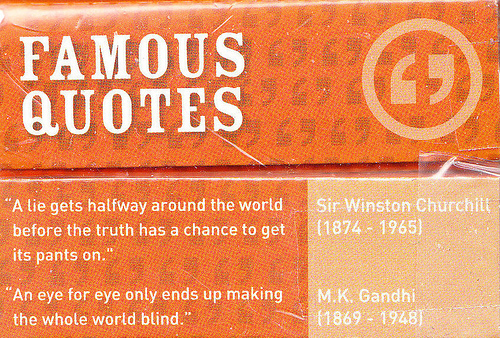 FAMOUS
QUOTES
“A lie gets halfway around the world
before the truth has a chance to get
its pants on."
Sir Winston Churchill
(1874 - 1965)
“An eye for eye only ends up making
the whole world blind.”
M.K. Gandhi
(1869 - 1948)